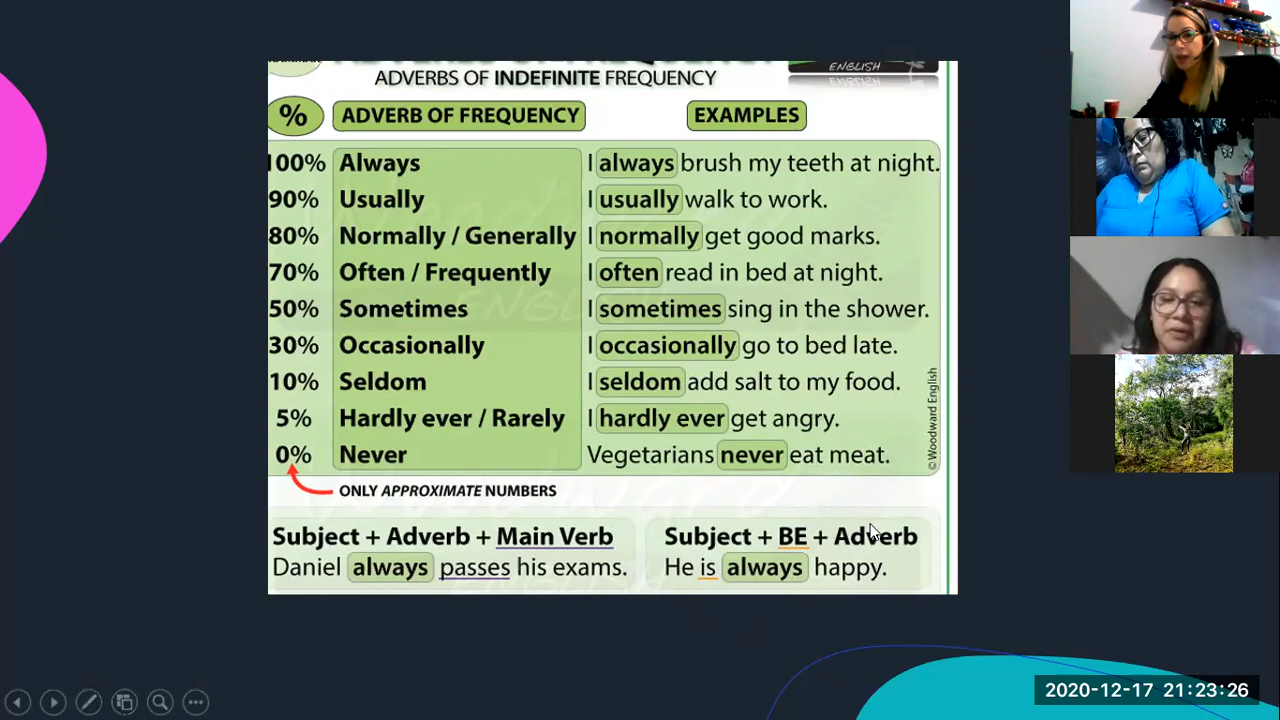 ENGLISH
ADVERBS OF INDEFINITE FREQUENCY
% ADVERB OF FREQUENCY EXAMPLES
100% Always I always brush my teeth at night.
90% Usually I usually walk to work.
80% Normally / Generally I normally get good marks.
70% Often / Frequently I often read in bed at night.
50% Sometimes I sometimes sing in the shower.
30% Occasionally I occasionally go to bed late.
10% Seldom I seldom add salt to my food.
5% Hardly ever / Rarely I hardly ever get angry.
0% Never Vegetarians never eat meat.
© Woodward English
ONLY APPROXIMATE NUMBERS
Subject + Adverb + Main Verb
Daniel always passes his exams.
Subject + BE + Adverb
He is always happy.
2020-12-17 21:23:26